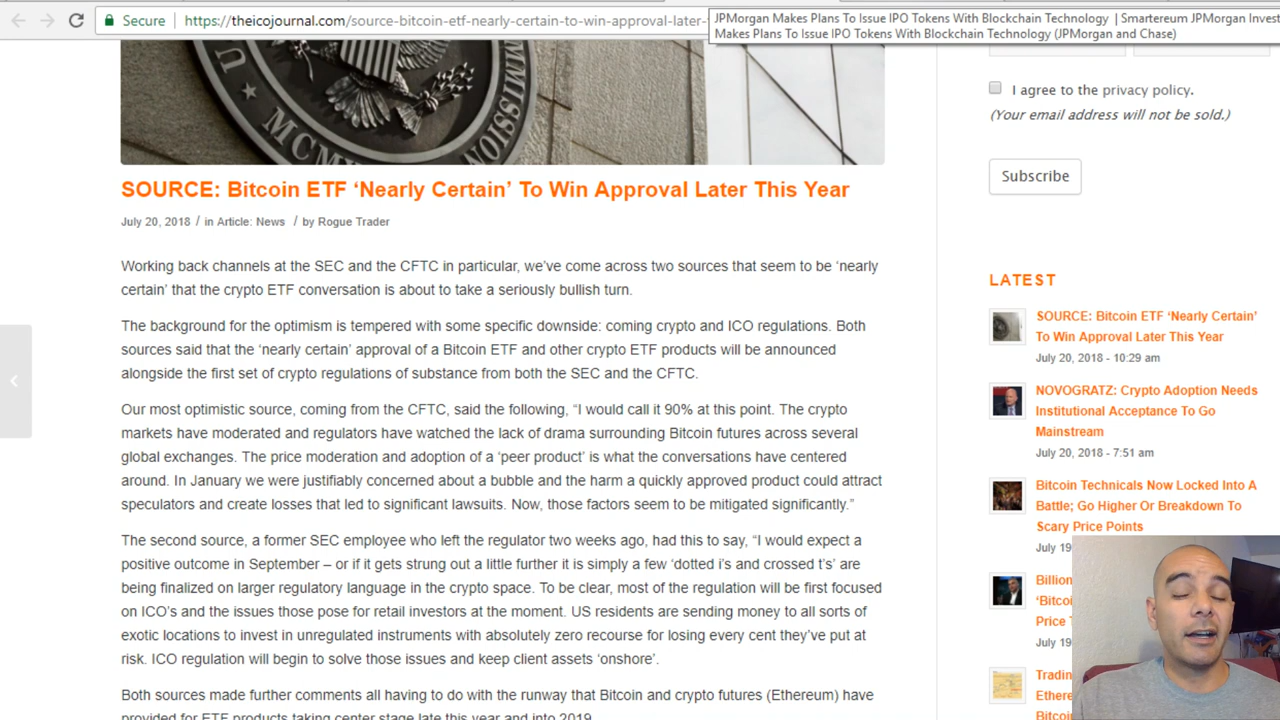 Secure
https://theicojournal.com/source-bitcoin-etf-nearly-certain-to-win-approval-later-
JPMorgan Makes Plans To Issue IPO Tokens With Blockchain Technology | Smartereum JPMorgan Invest
Makes Plans To Issue IPO Tokens With Blockchain Technology (JPMorgan and Chase)
U
MMISSION
MCM
SOURCE: Bitcoin ETF ‘Nearly Certain’ To Win Approval Later This Year
July 20, 2018 / in Article: News / by Rogue Trader
Working back channels at the SEC and the CFTC in particular, we’ve come across two sources that seem to be ‘nearly
certain’ that the crypto ETF conversation is about to take a seriously bullish turn.
The background for the optimism is tempered with some specific downside: coming crypto and ICO regulations. Both
sources said that the ‘nearly certain’ approval of a Bitcoin ETF and other crypto ETF products will be announced
alongside the first set of crypto regulations of substance from both the SEC and the CFTC.
Our most optimistic source, coming from the CFTC, said the following, “I would call it 90% at this point. The crypto
markets have moderated and regulators have watched the lack of drama surrounding Bitcoin futures across several
global exchanges. The price moderation and adoption of a ‘peer product’ is what the conversations have centered
around. In January we were justifiably concerned about a bubble and the harm a quickly approved product could attract
speculators and create losses that led to significant lawsuits. Now, those factors seem to be mitigated significantly.”
The second source, a former SEC employee who left the regulator two weeks ago, had this to say, “I would expect a
positive outcome in September – or if it gets strung out a little further it is simply a few ‘dotted i’s and crossed t’s’ are
being finalized on larger regulatory language in the crypto space. To be clear, most of the regulation will be first focused
on ICO’s and the issues those posed to retail investors at the moment. US residents are sending money to all sorts of
exotic locations to invest in unregulated instruments with absolutely zero recourse for losing every cent they’ve put at
risk. ICO regulation will begin to solve those issues and keep client assets ‘onshore’.
Both sources made further comments all having to do with the runway that Bitcoin and crypto futures (Ethereum) have
provided for ETF products taking center stage late this year and into 2019.
I agree to the privacy policy.
(Your email address will not be sold.)
Subscribe
LATEST
SOURCE: Bitcoin ETF ‘Nearly Certain’
To Win Approval Later This Year
July 20, 2018 - 10:29 am
NOVOGRATZ: Crypto Adoption Needs
Institutional Acceptance To Go
Mainstream
July 20, 2018 - 7:51 am
Bitcoin Technicals Now Locked Into A
Battle; Go Higher Or Breakdown To
Scary Price Points
July 19
Billion
‘Bitco
Price T
July 19
Tradin
Ethere
Bitcoi